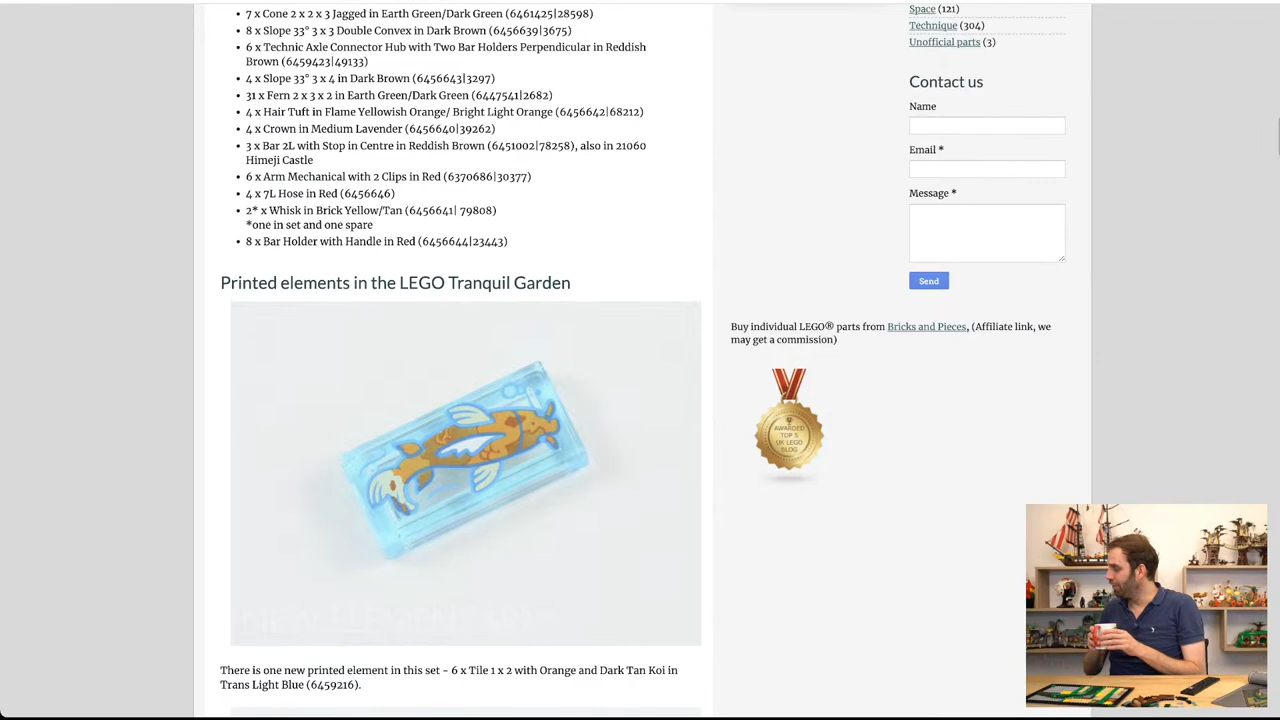 7 x Cone 2 x 2 x 3 Jagged in Earth Green/Dark Green (6461425|28598)
8 x Slope 33° 3 x 3 Double Convex in Dark Brown (6456639|3675)
6 x Technic Axle Connector Hub with Two Bar Holders Perpendicular in Reddish
Brown (6459423|49133)
4 x Slope 33° 3 x 4 in Dark Brown (6456643|3297)
31 x Fern 2 x 3 x 2 in Earth Green/Dark Green (6447541|2682)
4 x Hair Tuft in Flame Yellowish Orange/ Bright Light Orange (6456642|68212)
4 x Crown in Medium Lavender (6456640|39262)
3 x Bar 2L with Stop in Centre in Reddish Brown (6451002|78258), also in 21060
Himeji Castle
6 x Arm Mechanical with 2 Clips in Red (6370686|30377)
4 x 7L Hose in Red (6456646)
2* x Whisk in Brick Yellow/Tan (6456641| 79808)
*one in set and one spare
8 x Bar Holder with Handle in Red (6456644|23443)
Printed elements in the LEGO Tranquil Garden
There is one new printed element in this set - 6 x Tile 1 x 2 with Orange and Dark Tan Koi in
Trans Light Blue (6459216).
Space (121)
Technique (304)
Unofficial parts (3)
Contact us
Name
Email *
Message *
Send
Buy individual LEGO® parts from Bricks and Pieces, (Affiliate link, we
may get a commission)
AWARDED
TOP 5
UK LEGO
BLOG